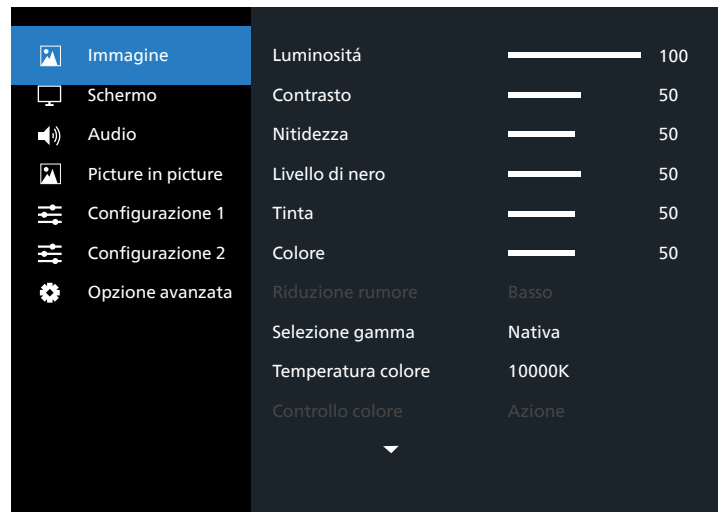 Immagine
Schermo
Audio
Picture in picture
Configurazione 1
Configurazione 2
Opzione avanzata
Luminositá 100
Contrasto 50
Nitidezza 50
Livello di nero 50
Tinta 50
Colore 50
Riduzione rumore Basso
Selezione gamma Nativa
Temperatura colore 10000K
Controllo colore Azione